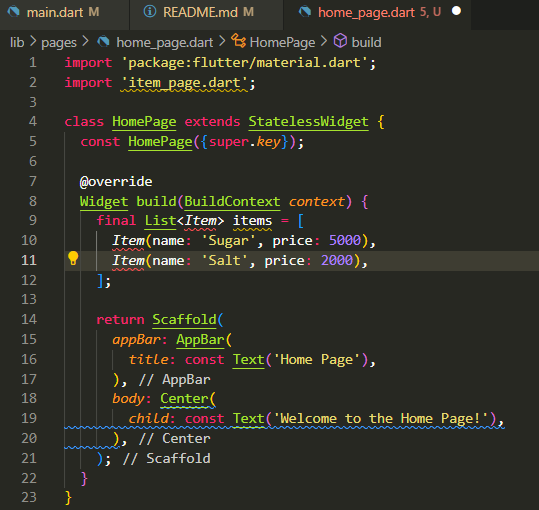 main.dart M README.md M home_page.dart 5, U
lib > pages > home_page.dart > HomePage > build
1 import 'package:flutter/material.dart';
2 import 'item_page.dart';
3
4 class HomePage extends StatelessWidget {
5   const HomePage({super.key});
6
7   @override
8   Widget build(BuildContext context) {
9     final List<Item> items = [
10       Item(name: 'Sugar', price: 5000),
11       Item(name: 'Salt', price: 2000),
12     ];
13
14     return Scaffold(
15       appBar: AppBar(
16         title: const Text('Home Page'),
17       ), // AppBar
18       body: Center(
19         child: const Text('Welcome to the Home Page!'),
20       ), // Center
21     ); // Scaffold
22   }
23 }